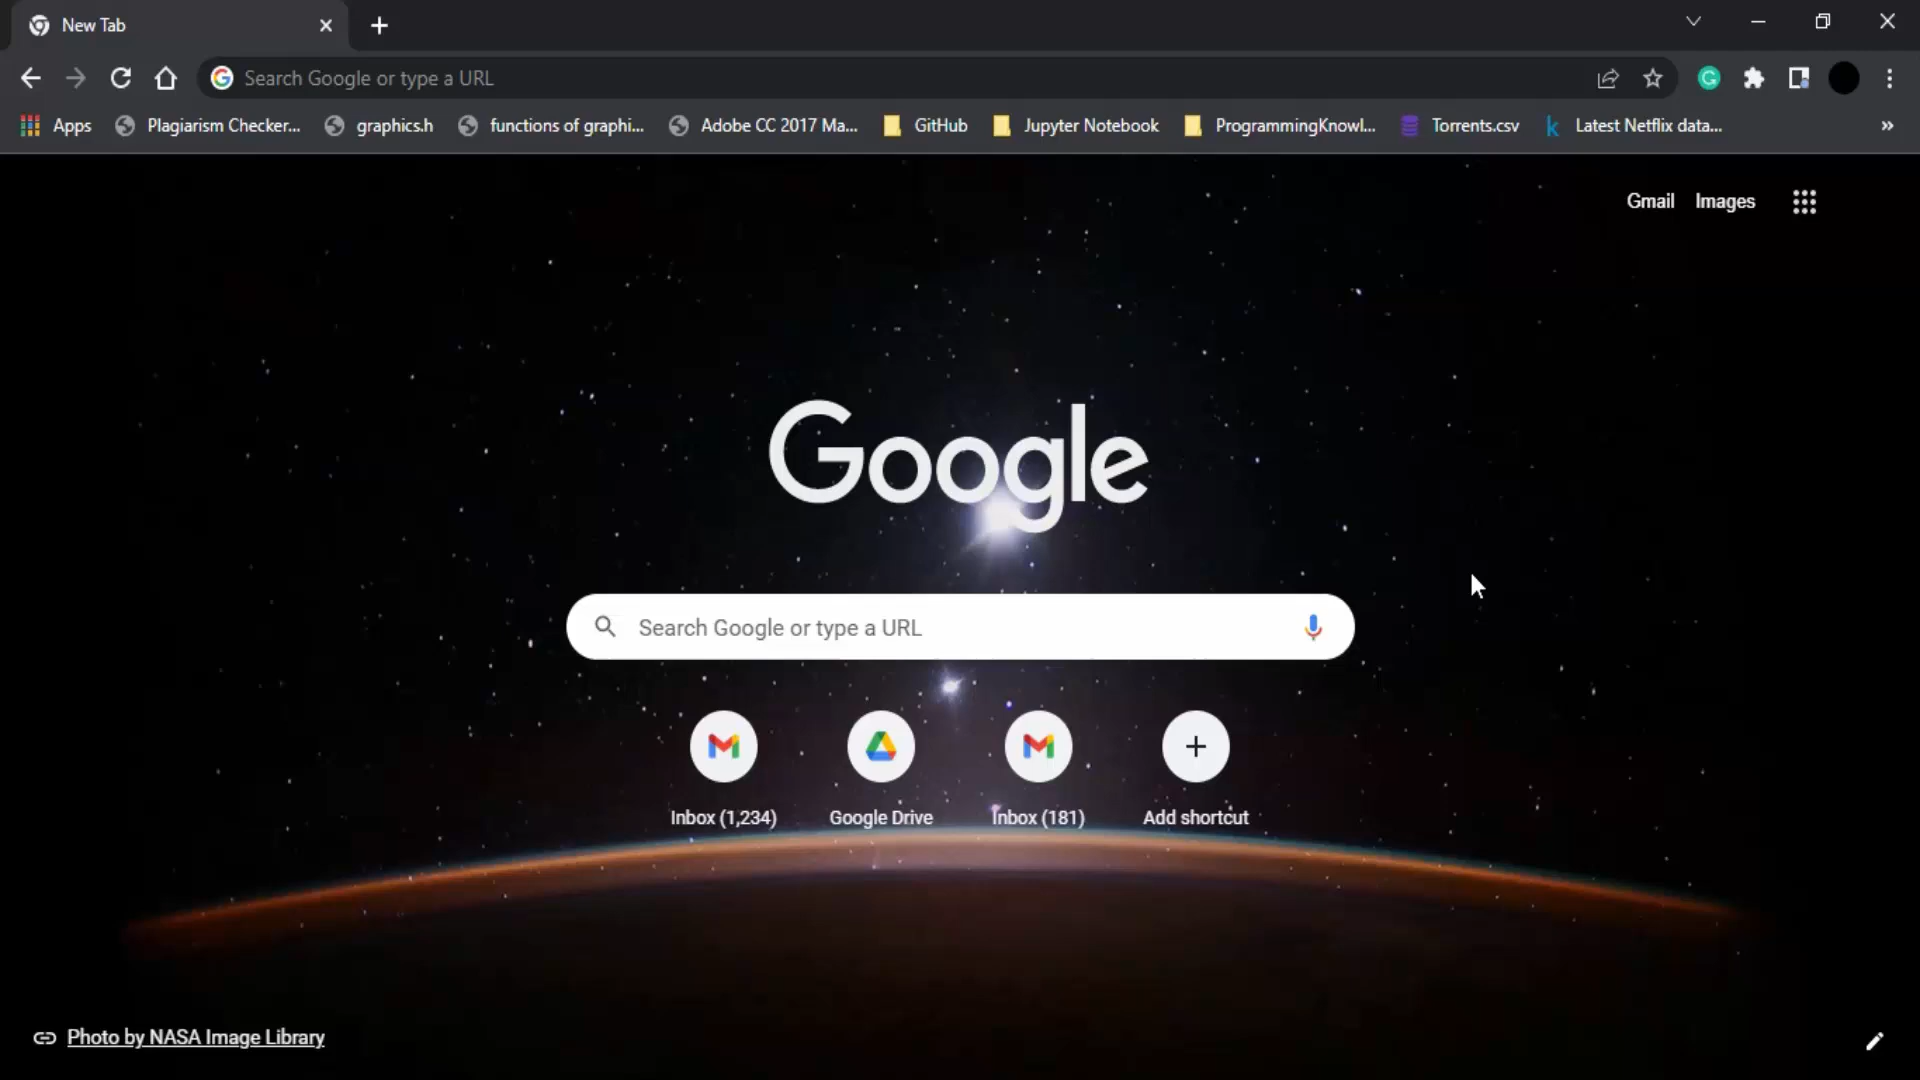 New Tab
Search Google or type a URL
Apps Plagiarism Checker... graphics.h functions of graphi... Adobe CC 2017 Ma... GitHub Jupyter Notebook ProgrammingKnowl... Torrents.csv Latest Netflix data... »
Gmail Images
Google
Search Google or type a URL
Inbox (1,234) Google Drive Inbox (181) Add shortcut
Photo by NASA Image Library